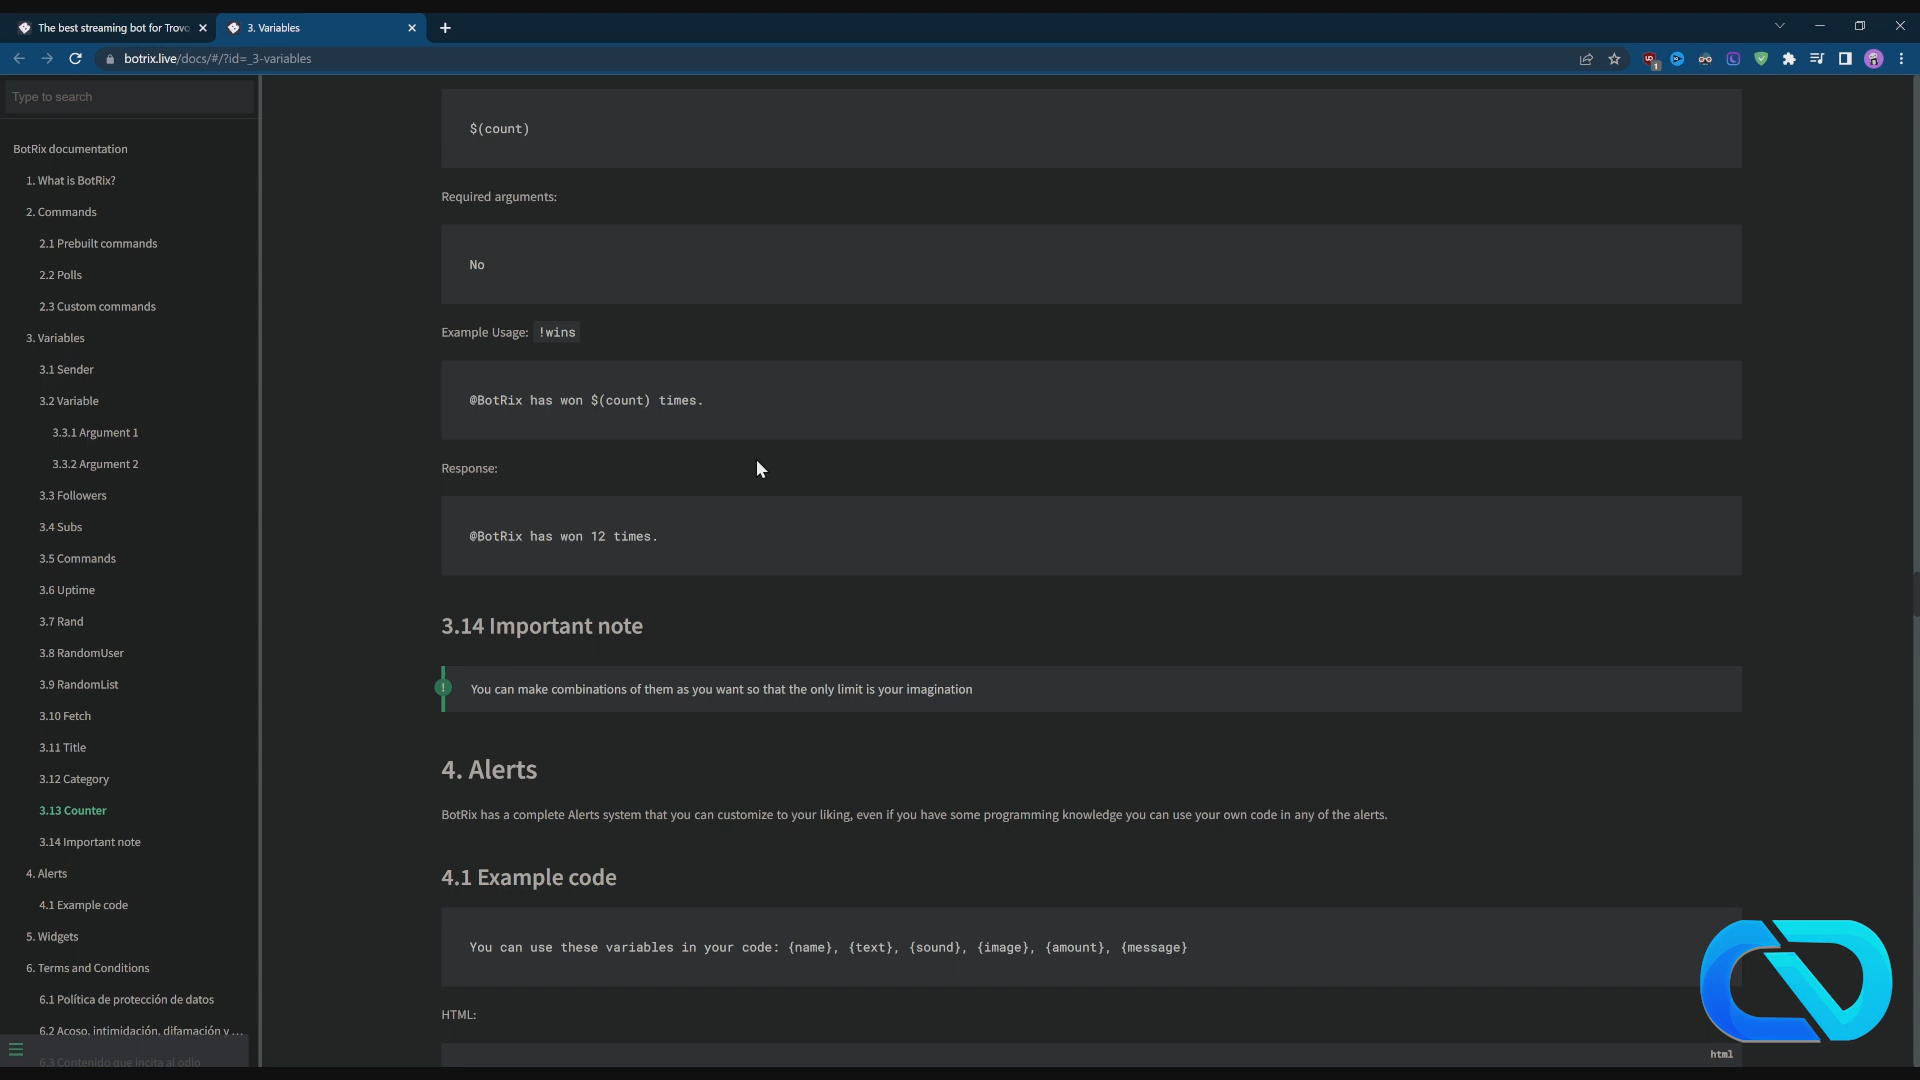 The best streaming bot for Trovo
3. Variables
botrix.live/docs/#/?id=_3-variables
1
Type to search
BotRix documentation
1. What is BotRix?
2. Commands
2.1 Prebuilt commands
2.2 Polls
2.3 Custom commands
3. Variables
3.1 Sender
3.2 Variable
3.3.1 Argument 1
3.3.2 Argument 2
3.3 Followers
3.4 Subs
3.5 Commands
3.6 Uptime
3.7 Rand
3.8 RandomUser
3.9 RandomList
3.10 Fetch
3.11 Title
3.12 Category
3.13 Counter
3.14 Important note
4. Alerts
4.1 Example code
5. Widgets
6. Terms and Conditions
6.1 Política de protección de datos
6.2 Acoso, intimidación, difamación y ...
6.3 Contenido que incita al odio
$(count)
Required arguments:
No
Example Usage: !wins
@BotRix has won $(count) times.
Response:
@BotRix has won 12 times.
3.14 Important note
! You can make combinations of them as you want so that the only limit is your imagination
4. Alerts
BotRix has a complete Alerts system that you can customize to your liking, even if you have some programming knowledge you can use your own code in any of the alerts.
4.1 Example code
You can use these variables in your code: {name}, {text}, {sound}, {image}, {amount}, {message}
HTML:
html